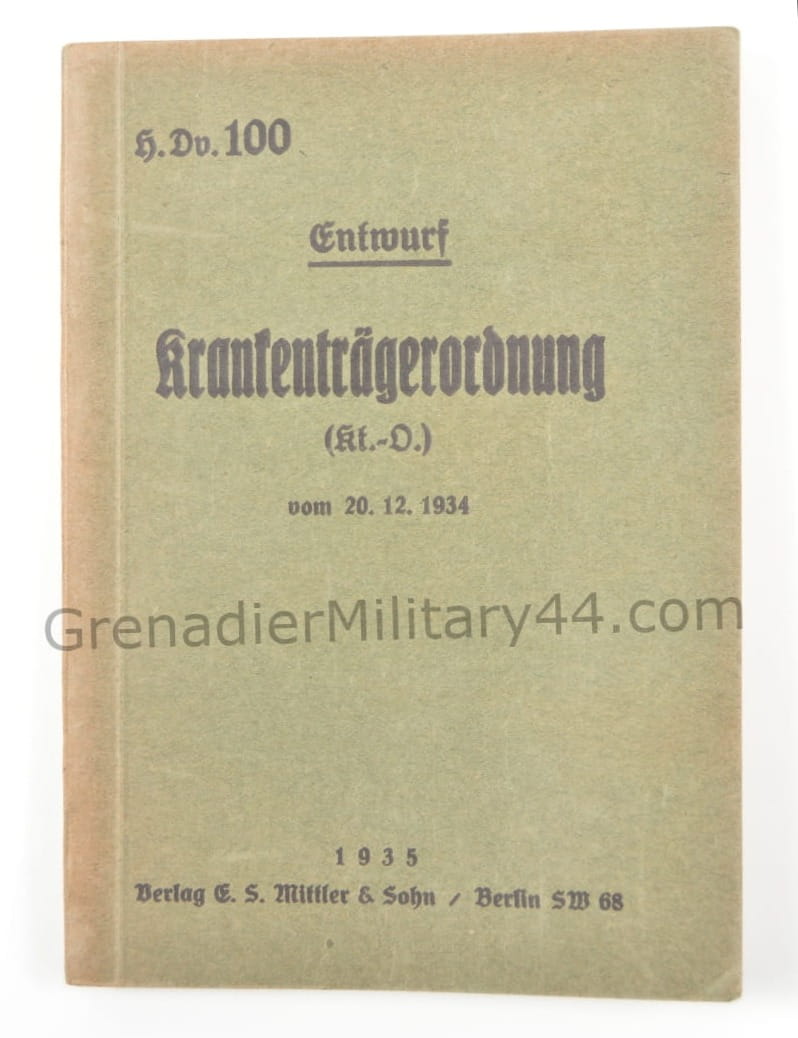 H.Dv.100
Entwurf
Krankenträgerordnung
(Kt.-O.)
vom 20. 12. 1934
GrenadierMilitary44.com
1935
Verlag E. S. Mittler & Sohn / Berlin SW 68